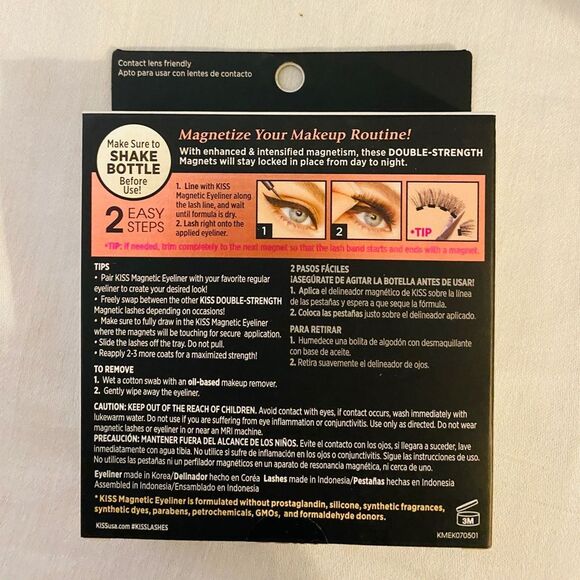 Contact lens friendly
Apto para usar con lentes de contacto
Make Sure to
SHAKE
BOTTLE
Before
Use!
Magnetize Your Makeup Routine!
With enhanced & intensified magnetism, these DOUBLE-STRENGTH
Magnets will stay locked in place from day to night.
2 EASY
STEPS
1. Line with KISS
Magnetic Eyeliner along
the lash line, and wait
until formula is dry.
2. Lash right onto the
applied eyeliner.
1
2
*TIP
*TIP: if needed, trim completely to the next magnet so that the lash band starts and ends with a magnet.
TIPS
• Pair KISS Magnetic Eyeliner with your favorite regular
eyeliner to create your desired look!
• Freely swap between the other KISS DOUBLE-STRENGTH
Magnetic lashes depending on occasions!
• Make sure to fully draw in the KISS Magnetic Eyeliner
where the magnets will be touching for secure application.
• Slide the lashes off the tray. Do not pull.
• Reapply 2-3 more coats for a maximized strength!
TO REMOVE
1. Wet a cotton swab with an oil-based makeup remover.
2. Gently wipe away the eyeliner.
2 PASOS FÁCILES
¡ASEGÚRATE DE AGITAR LA BOTELLA ANTES DE USAR!
1. Aplica el delineador magnético de KISS sobre la línea
de las pestañas y espera a que seque la fórmula.
2. Coloca las pestañas justo sobre el delineador aplicado.
PARA RETIRAR
1. Humedece una bolita de algodón con desmaquillante
con base de aceite.
2. Retira suavemente el delineador de ojos.
CAUTION: KEEP OUT OF THE REACH OF CHILDREN. Avoid contact with eyes, if contact occurs, wash immediately with
lukewarm water. Do not use if you are suffering from eye inflammation or conjunctivitis. Use only as directed. Do not wear
magnetic lashes or eyeliner in or near an MRI machine.
PRECAUCIÓN: MANTENER FUERA DEL ALCANCE DE LOS NIÑOS. Evite el contacto con los ojos, si llegara a suceder, lave
inmediatamente con agua tibia. No utilice si sufre de inflamación en los ojos o conjuntivitis. Siga las instrucciones de uso.
No utilices las pestañas ni un perfilador magnéticos en un aparato de resonancia magnética, ni cerca de uno.
Eyeliner made in Korea/Delinador hecho en Coréa Lashes made in Indonesia/Pestañas hechas en Indonesia
Assembled in Indonesia/Ensamblado en Indonesia
*KISS Magnetic Eyeliner is formulated without prostaglandin, silicone, synthetic fragrances,
synthetic dyes, parabens, petrochemicals, GMOs, and formaldehyde donors.
KISSusa.com #KISSLASHES
3M
KMEK070501